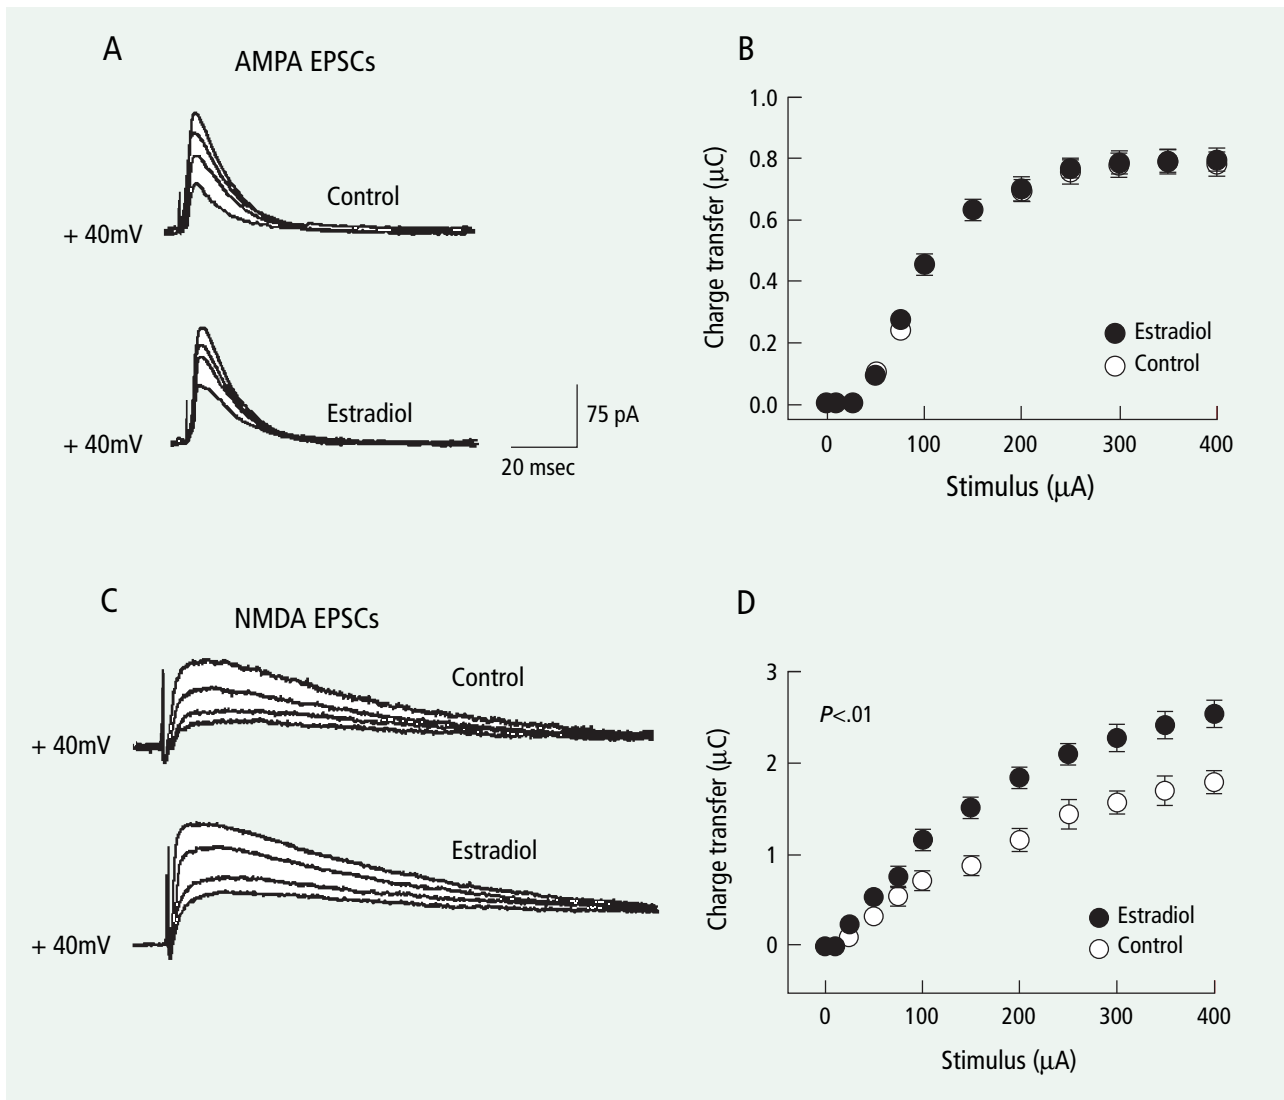 A
AMPA EPSCs
Control
+ 40mV
Estradiol
+ 40mV
75 pA
20 msec
B
1.0
0.8
0.6
0.4
0.2
0.0
Charge transfer (μC)
Estradiol
Control
0 100 200 300 400
Stimulus (μA)
C
NMDA EPSCs
Control
+ 40mV
Estradiol
+ 40mV
D
3
2
1
0
Charge transfer (μC)
P<.01
Estradiol
Control
0 100 200 300 400
Stimulus (μA)